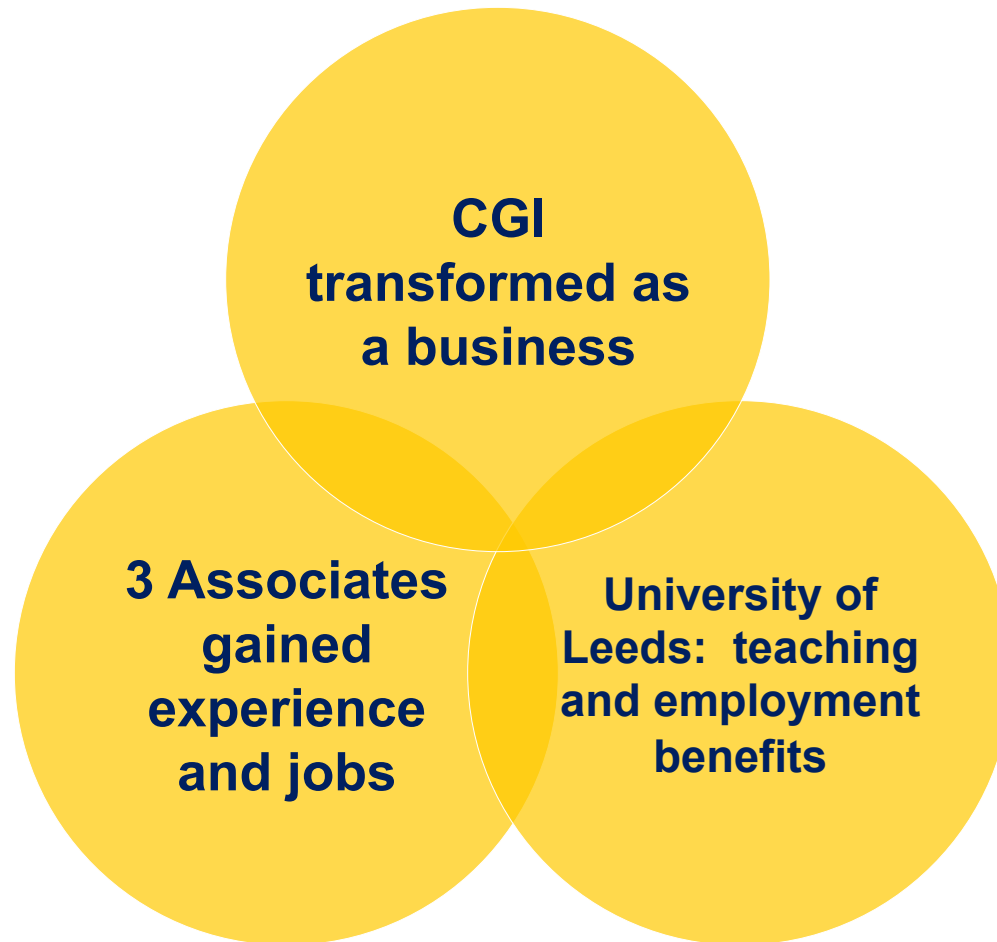 CGI
transformed as
a business
3 Associates
gained
experience
and jobs
University of
Leeds:  teaching
and employment
benefits